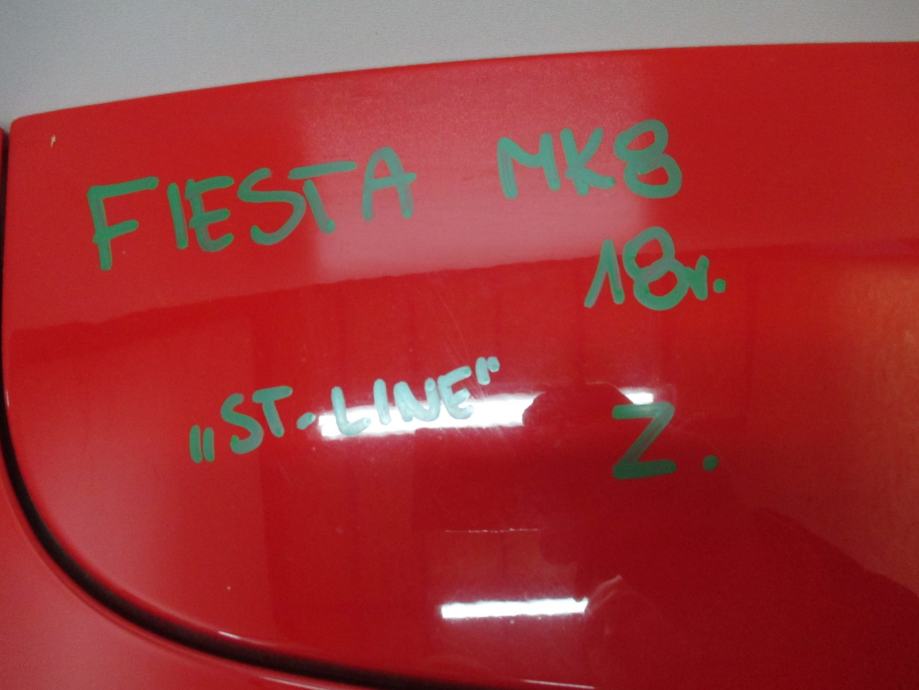 FIESTA MK8
18r.
„ST-LINE"
Z.